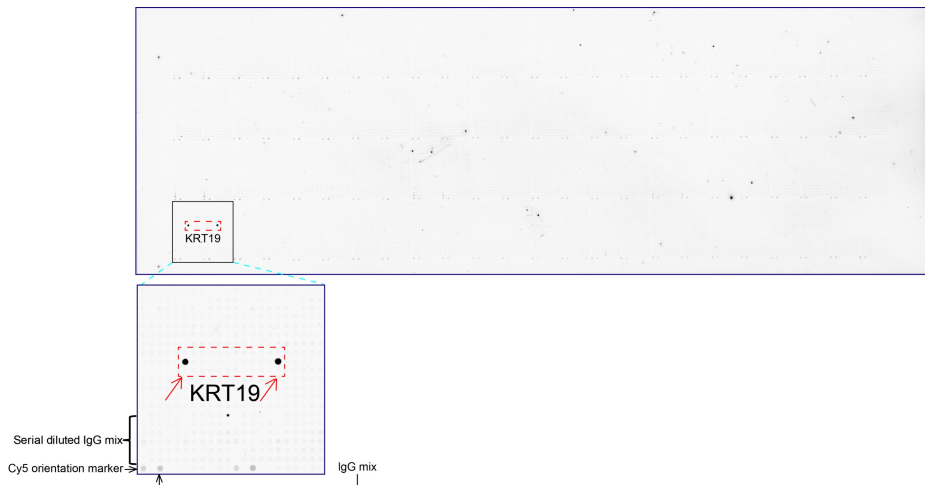 KRT19
KRT19
Serial diluted IgG mix
Cy5 orientation marker
IgG mix